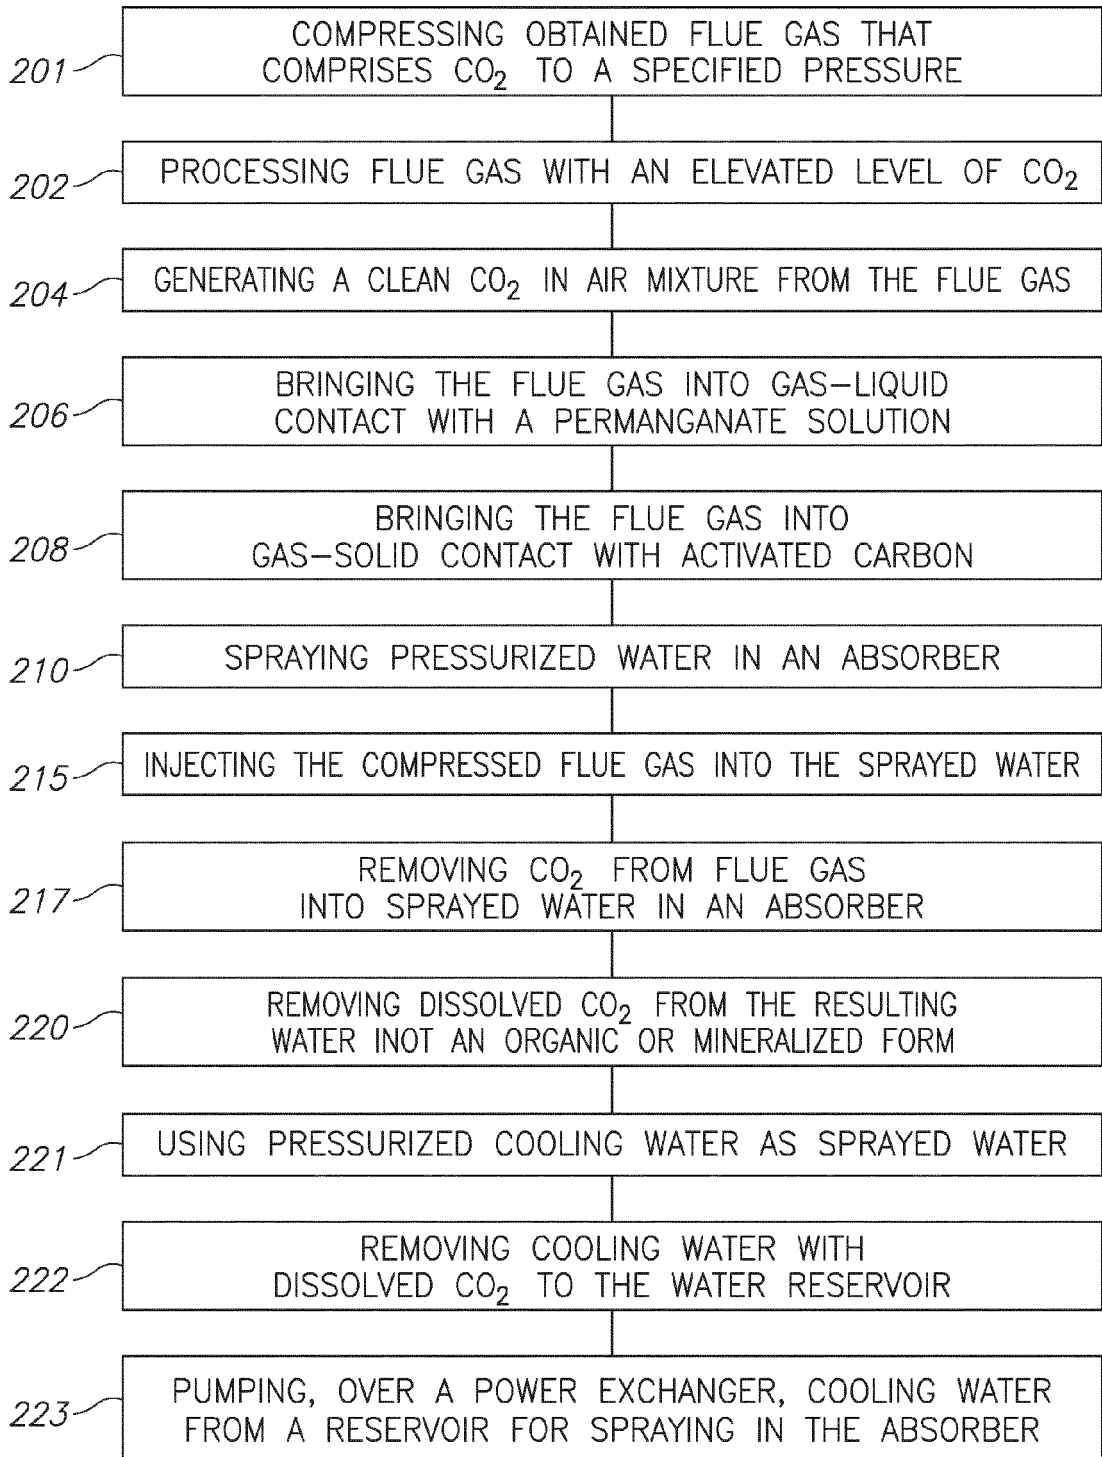 COMPRESSING OBTAINED FLUE GAS THAT
201 COMPRISES CO₂ TO A SPECIFIED PRESSURE
202 PROCESSING FLUE GAS WITH AN ELEVATED LEVEL OF CO₂
204 GENERATING A CLEAN CO₂ IN AIR MIXTURE FROM THE FLUE GAS
BRINGING THE FLUE GAS INTO GAS-LIQUID
206 CONTACT WITH A PERMANGANATE SOLUTION
BRINGING THE FLUE GAS INTO
208 GAS-SOLID CONTACT WITH ACTIVATED CARBON
210 SPRAYING PRESSURIZED WATER IN AN ABSORBER
215 INJECTING THE COMPRESSED FLUE GAS INTO THE SPRAYED WATER
REMOVING CO₂ FROM FLUE GAS
217 INTO SPRAYED WATER IN AN ABSORBER
REMOVING DISSOLVED CO₂ FROM THE RESULTING
220 WATER INOT AN ORGANIC OR MINERALIZED FORM
221 USING PRESSURIZED COOLING WATER AS SPRAYED WATER
REMOVING COOLING WATER WITH
222 DISSOLVED CO₂ TO THE WATER RESERVOIR
PUMPING, OVER A POWER EXCHANGER, COOLING WATER
223 FROM A RESERVOIR FOR SPRAYING IN THE ABSORBER